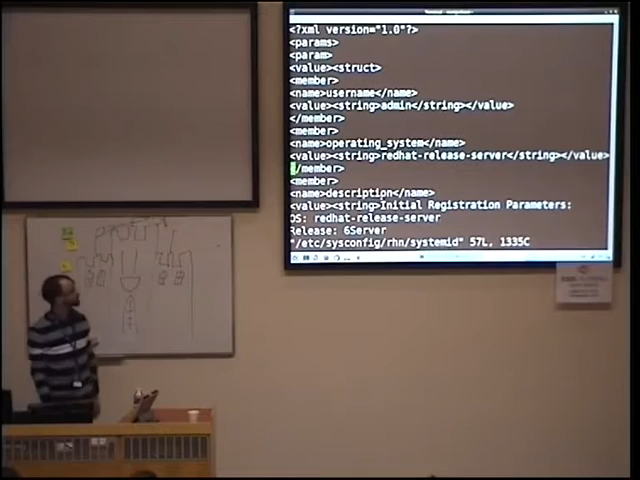 <?xml version="1.0"?>
<params>
<param>
<value><struct>
<member>
<name>username</name>
<value><string>admin</string></value>
</member>
<member>
<name>operating_system</name>
<value><string>redhat-release-server</string></value>
</member>
<member>
<name>description</name>
<value><string>Initial Registration Parameters:
OS: redhat-release-server
Release: 6Server
"/etc/sysconfig/rhn/systemid" 57L, 1335C